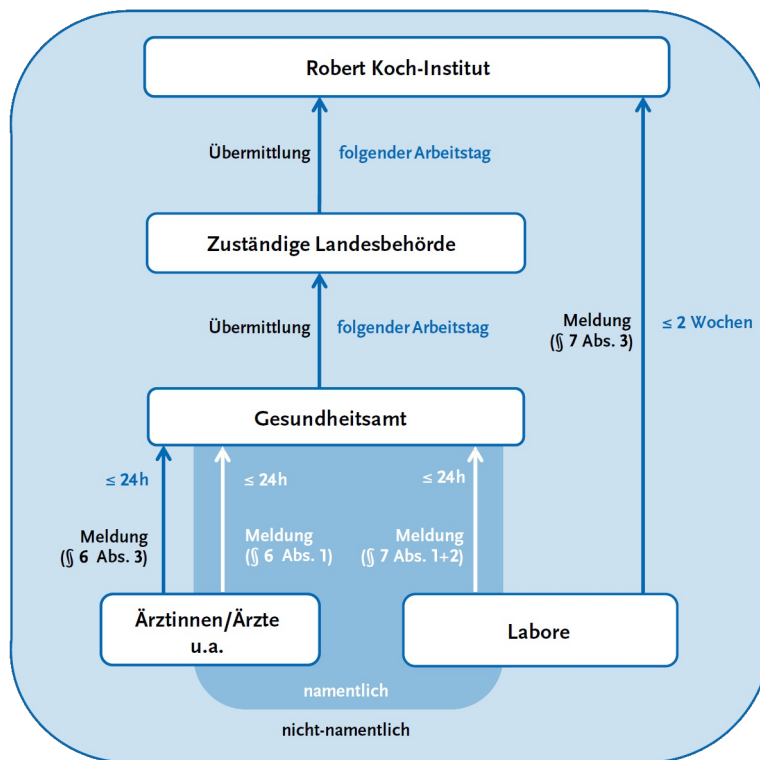 Robert Koch-Institut
Übermittlung
folgender Arbeitstag
Zuständige Landesbehörde
Übermittlung
folgender Arbeitstag
Meldung
(§ 7 Abs. 3)
≤ 2 Wochen
Gesundheitsamt
≤ 24h
≤ 24h
≤ 24h
Meldung
(§ 6 Abs. 3)
Meldung
(§ 6 Abs. 1)
Meldung
(§ 7 Abs. 1+2)
Ärztinnen/Ärzte
u.a.
Labore
namentlich
nicht-namentlich